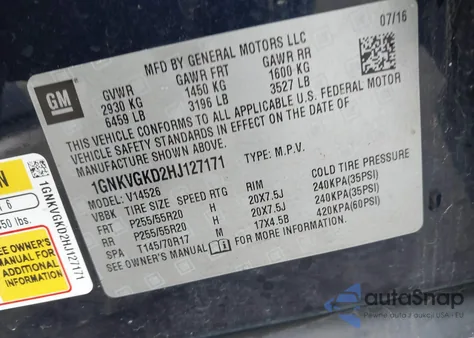 07/16
MFD BY GENERAL MOTORS LLC
GM
GVWR GAWR FRT GAWR RR
2930 KG 1450 KG 1600 KG
6459 LB 3196 LB 3527 LB
THIS VEHICLE CONFORMS TO ALL APPLICABLE U.S. FEDERAL MOTOR
VEHICLE SAFETY STANDARDS IN EFFECT ON THE DATE OF
MANUFACTURE SHOWN ABOVE.
1GNKVGKD2HJ127171 TYPE: M.P.V.
V14526
VBBK TIRE SIZE SPEED RTG RIM COLD TIRE PRESSURE
FRT P255/55R20 H 20X7.5J 240KPA(35PSI)
RR P255/55R20 H 20X7.5J 240KPA(35PSI)
SPA T145/70R17 M 17X4.5B 420KPA(60PSI)
SEE OWNER'S MANUAL FOR MORE INFORMATION.
N
6
50 lbs.
SEE OWNER'S
MANUAL FOR
ADDITIONAL
INFORMATION
1GNKVGKD2HJ127171
autoSnap